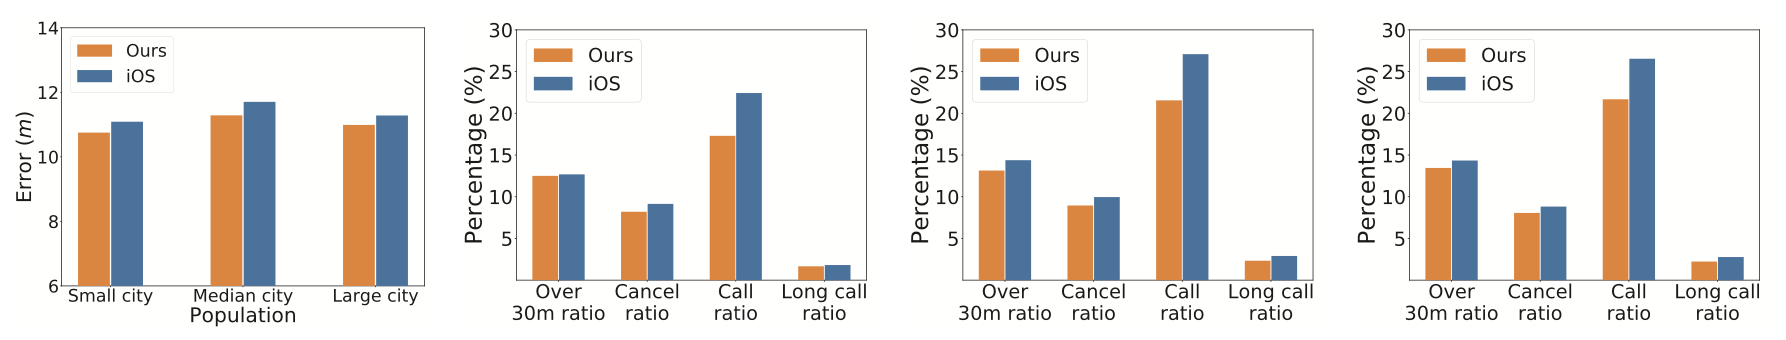 14
12
10
8
6
Error (m)
Ours
iOS
Small city
Median city
Large city
Population
30
25
20
15
10
5
Percentage (%)
Ours
iOS
Over
30m ratio
Cancel
ratio
Call
ratio
Long call
ratio
30
25
20
15
10
5
Percentage (%)
Ours
iOS
Over
30m ratio
Cancel
ratio
Call
ratio
Long call
ratio
30
25
20
15
10
5
Percentage (%)
Ours
iOS
Over
30m ratio
Cancel
ratio
Call
ratio
Long call
ratio